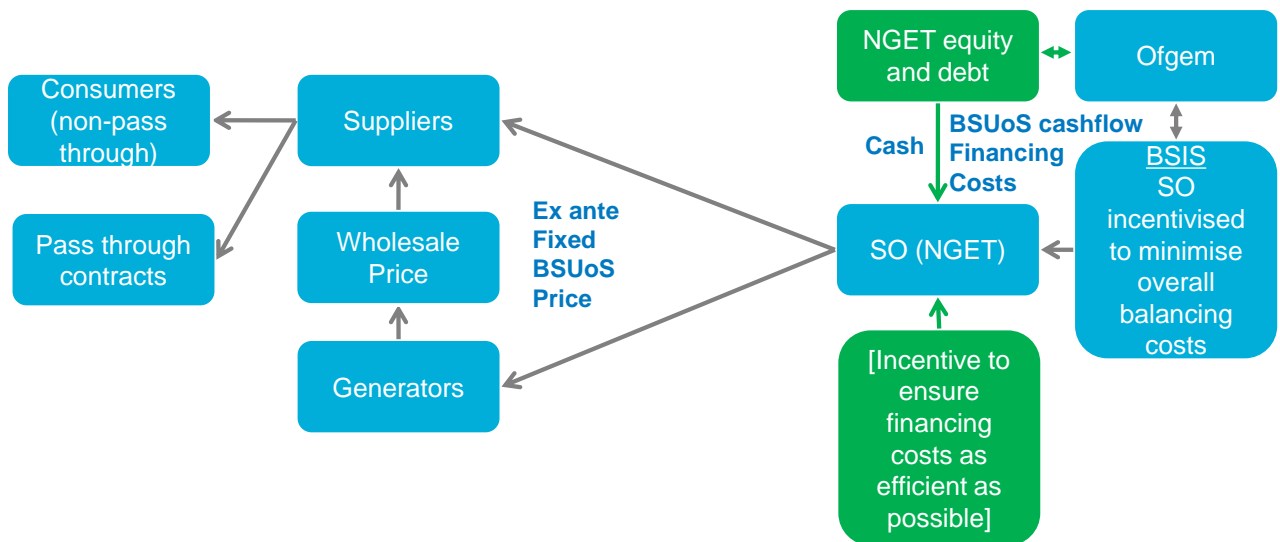 Consumers
(non-pass
through)
Pass through
contracts
Suppliers
Wholesale
Price
Generators
Ex ante
Fixed
BSUoS
Price
NGET equity
and debt
Ofgem
Cash
BSUoS cashflow
Financing
Costs
SO (NGET)
BSIS
SO
incentivised
to minimise
overall
balancing
costs
[Incentive to
ensure
financing
costs as
efficient as
possible]